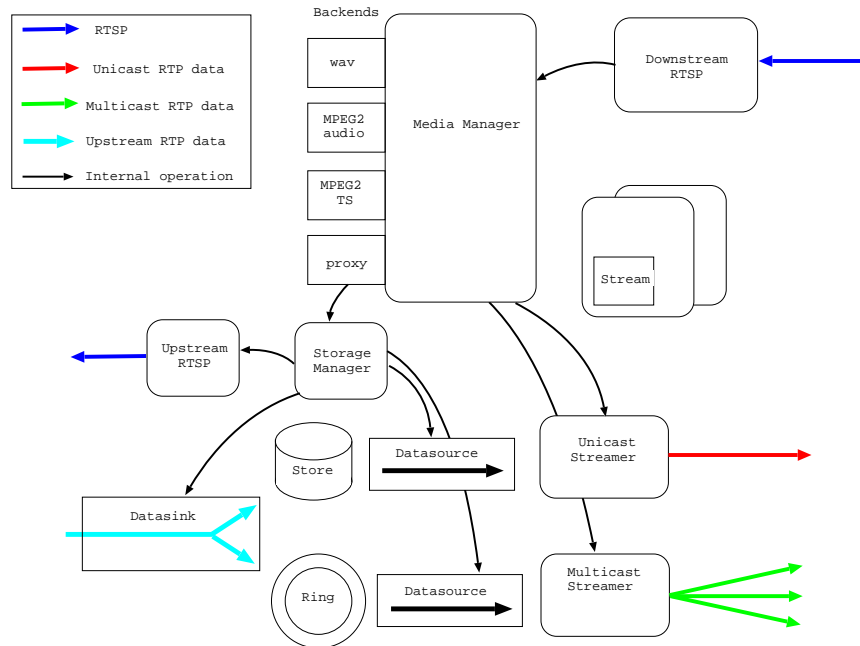 Backends
RTSP
Unicast RTP data
Multicast RTP data
Upstream RTP data
Internal operation
wav
MPEG2
audio
MPEG2
TS
proxy
Media Manager
Downstream
RTSP
Stream
Upstream
RTSP
Storage
Manager
Store
Datasource
Unicast
Streamer
Datasink
Ring
Datasource
Multicast
Streamer